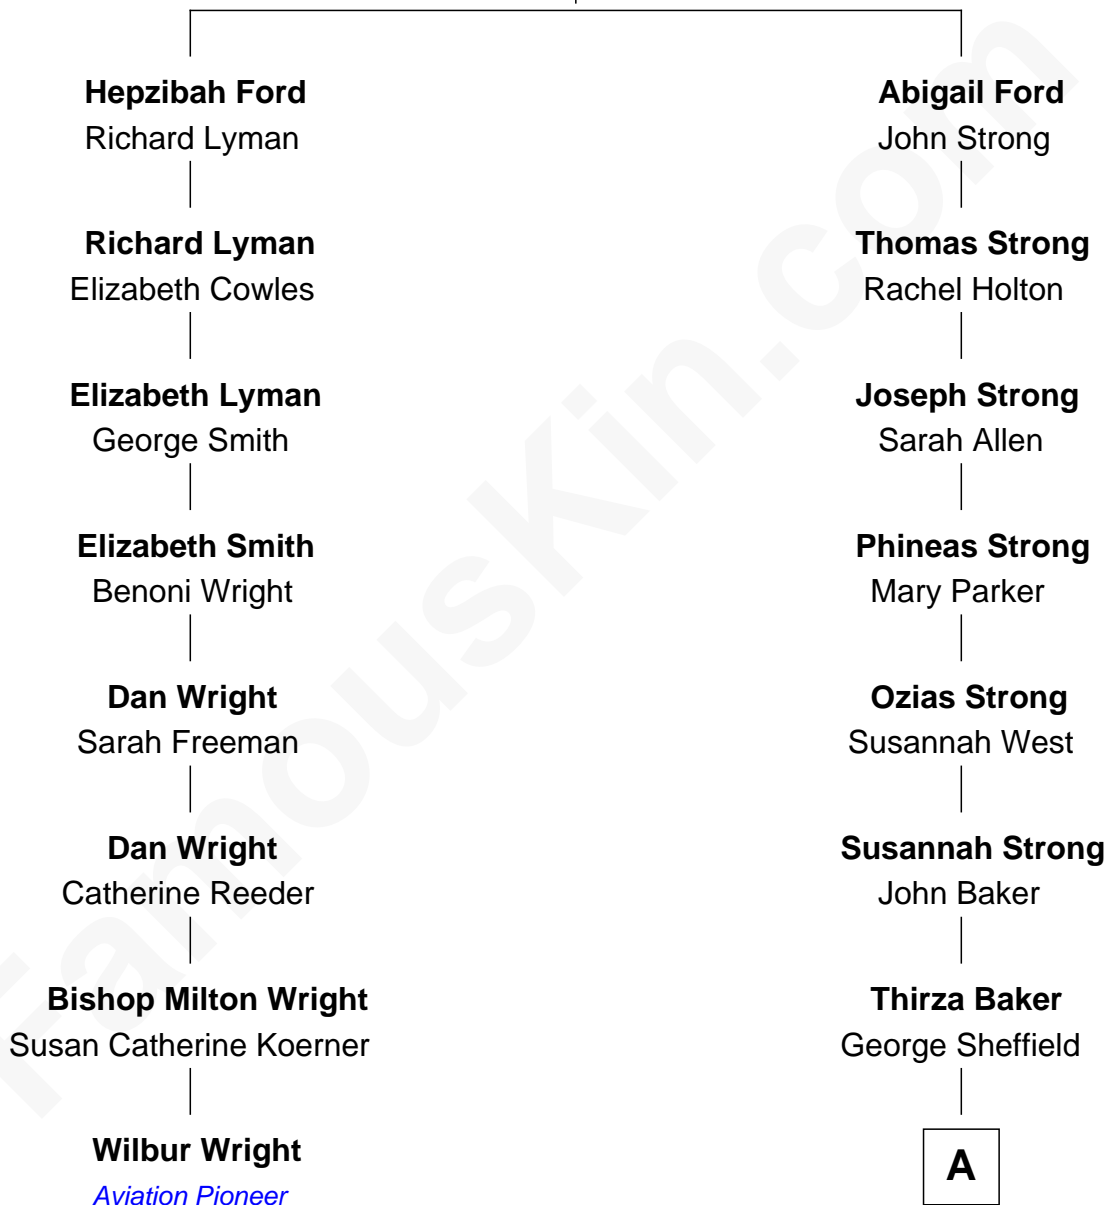 Hepzibah Ford
Richard Lyman
Richard Lyman
Elizabeth Cowles
Elizabeth Lyman
George Smith
Elizabeth Smith
Benoni Wright
Dan Wright
Sarah Freeman
Dan Wright
Catherine Reeder
Bishop Milton Wright
Susan Catherine Koerner
Wilbur Wright
Aviation Pioneer
Abigail Ford
John Strong
Thomas Strong
Rachel Holton
Joseph Strong
Sarah Allen
Phineas Strong
Mary Parker
Ozias Strong
Susannah West
Susannah Strong
John Baker
Thirza Baker
George Sheffield
A
FamousKin.com